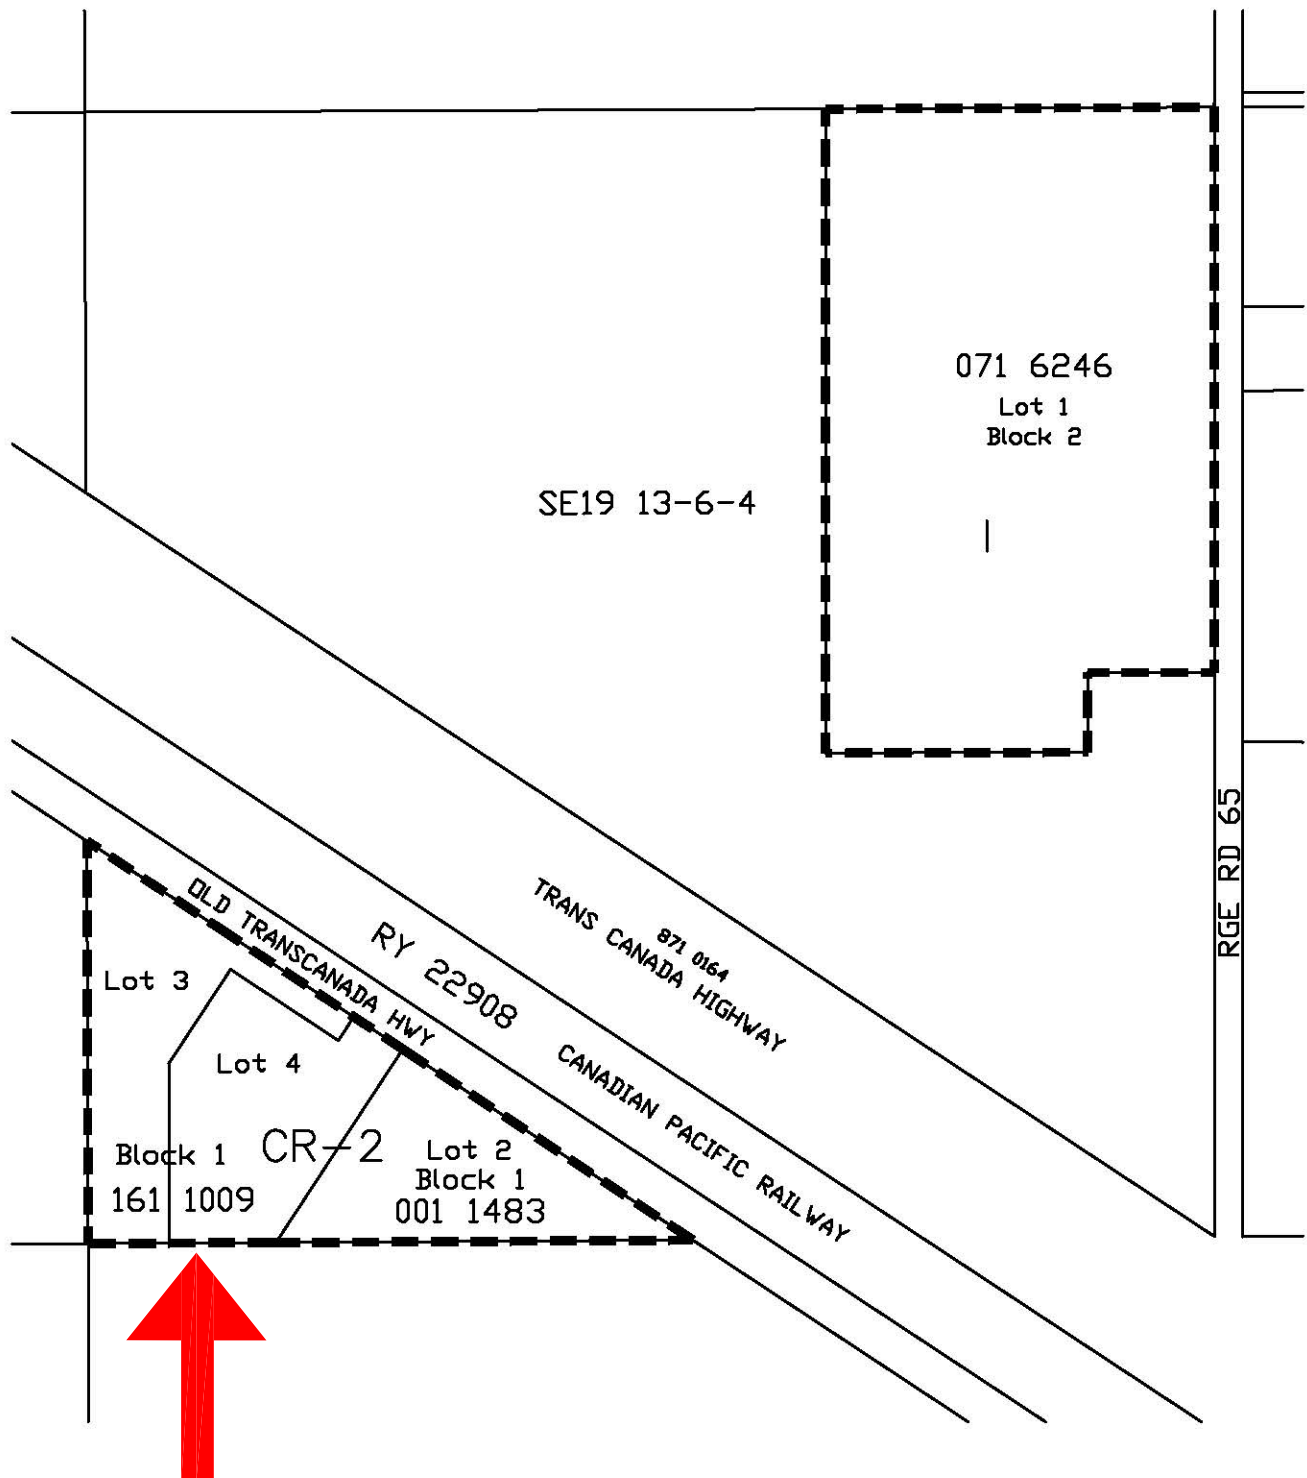 071 6246
Lot 1
Block 2
SE19 13-6-4
RGE RD 65
TRANS CANADA HIGHWAY
871 0164
OLD TRANSCANADA HWY
RY 22908
CANADIAN PACIFIC RAILWAY
Lot 3
Lot 4
Block 1
161 1009
CR-2
Lot 2
Block 1
001 1483